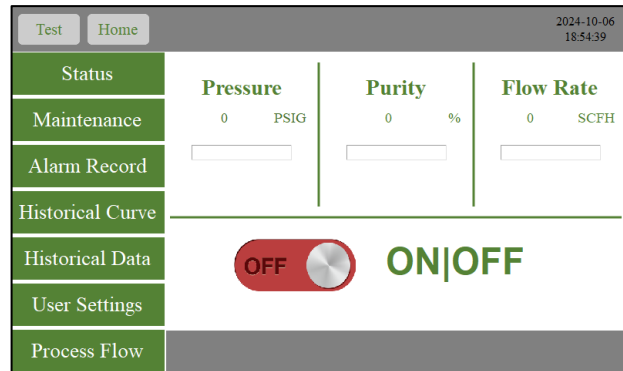 Test Home
2024-10-06
18:54:39
Status
Maintenance
Alarm Record
Historical Curve
Historical Data
User Settings
Process Flow
Pressure Purity Flow Rate
0 PSIG 0 % 0 SCFH
OFF ON|OFF